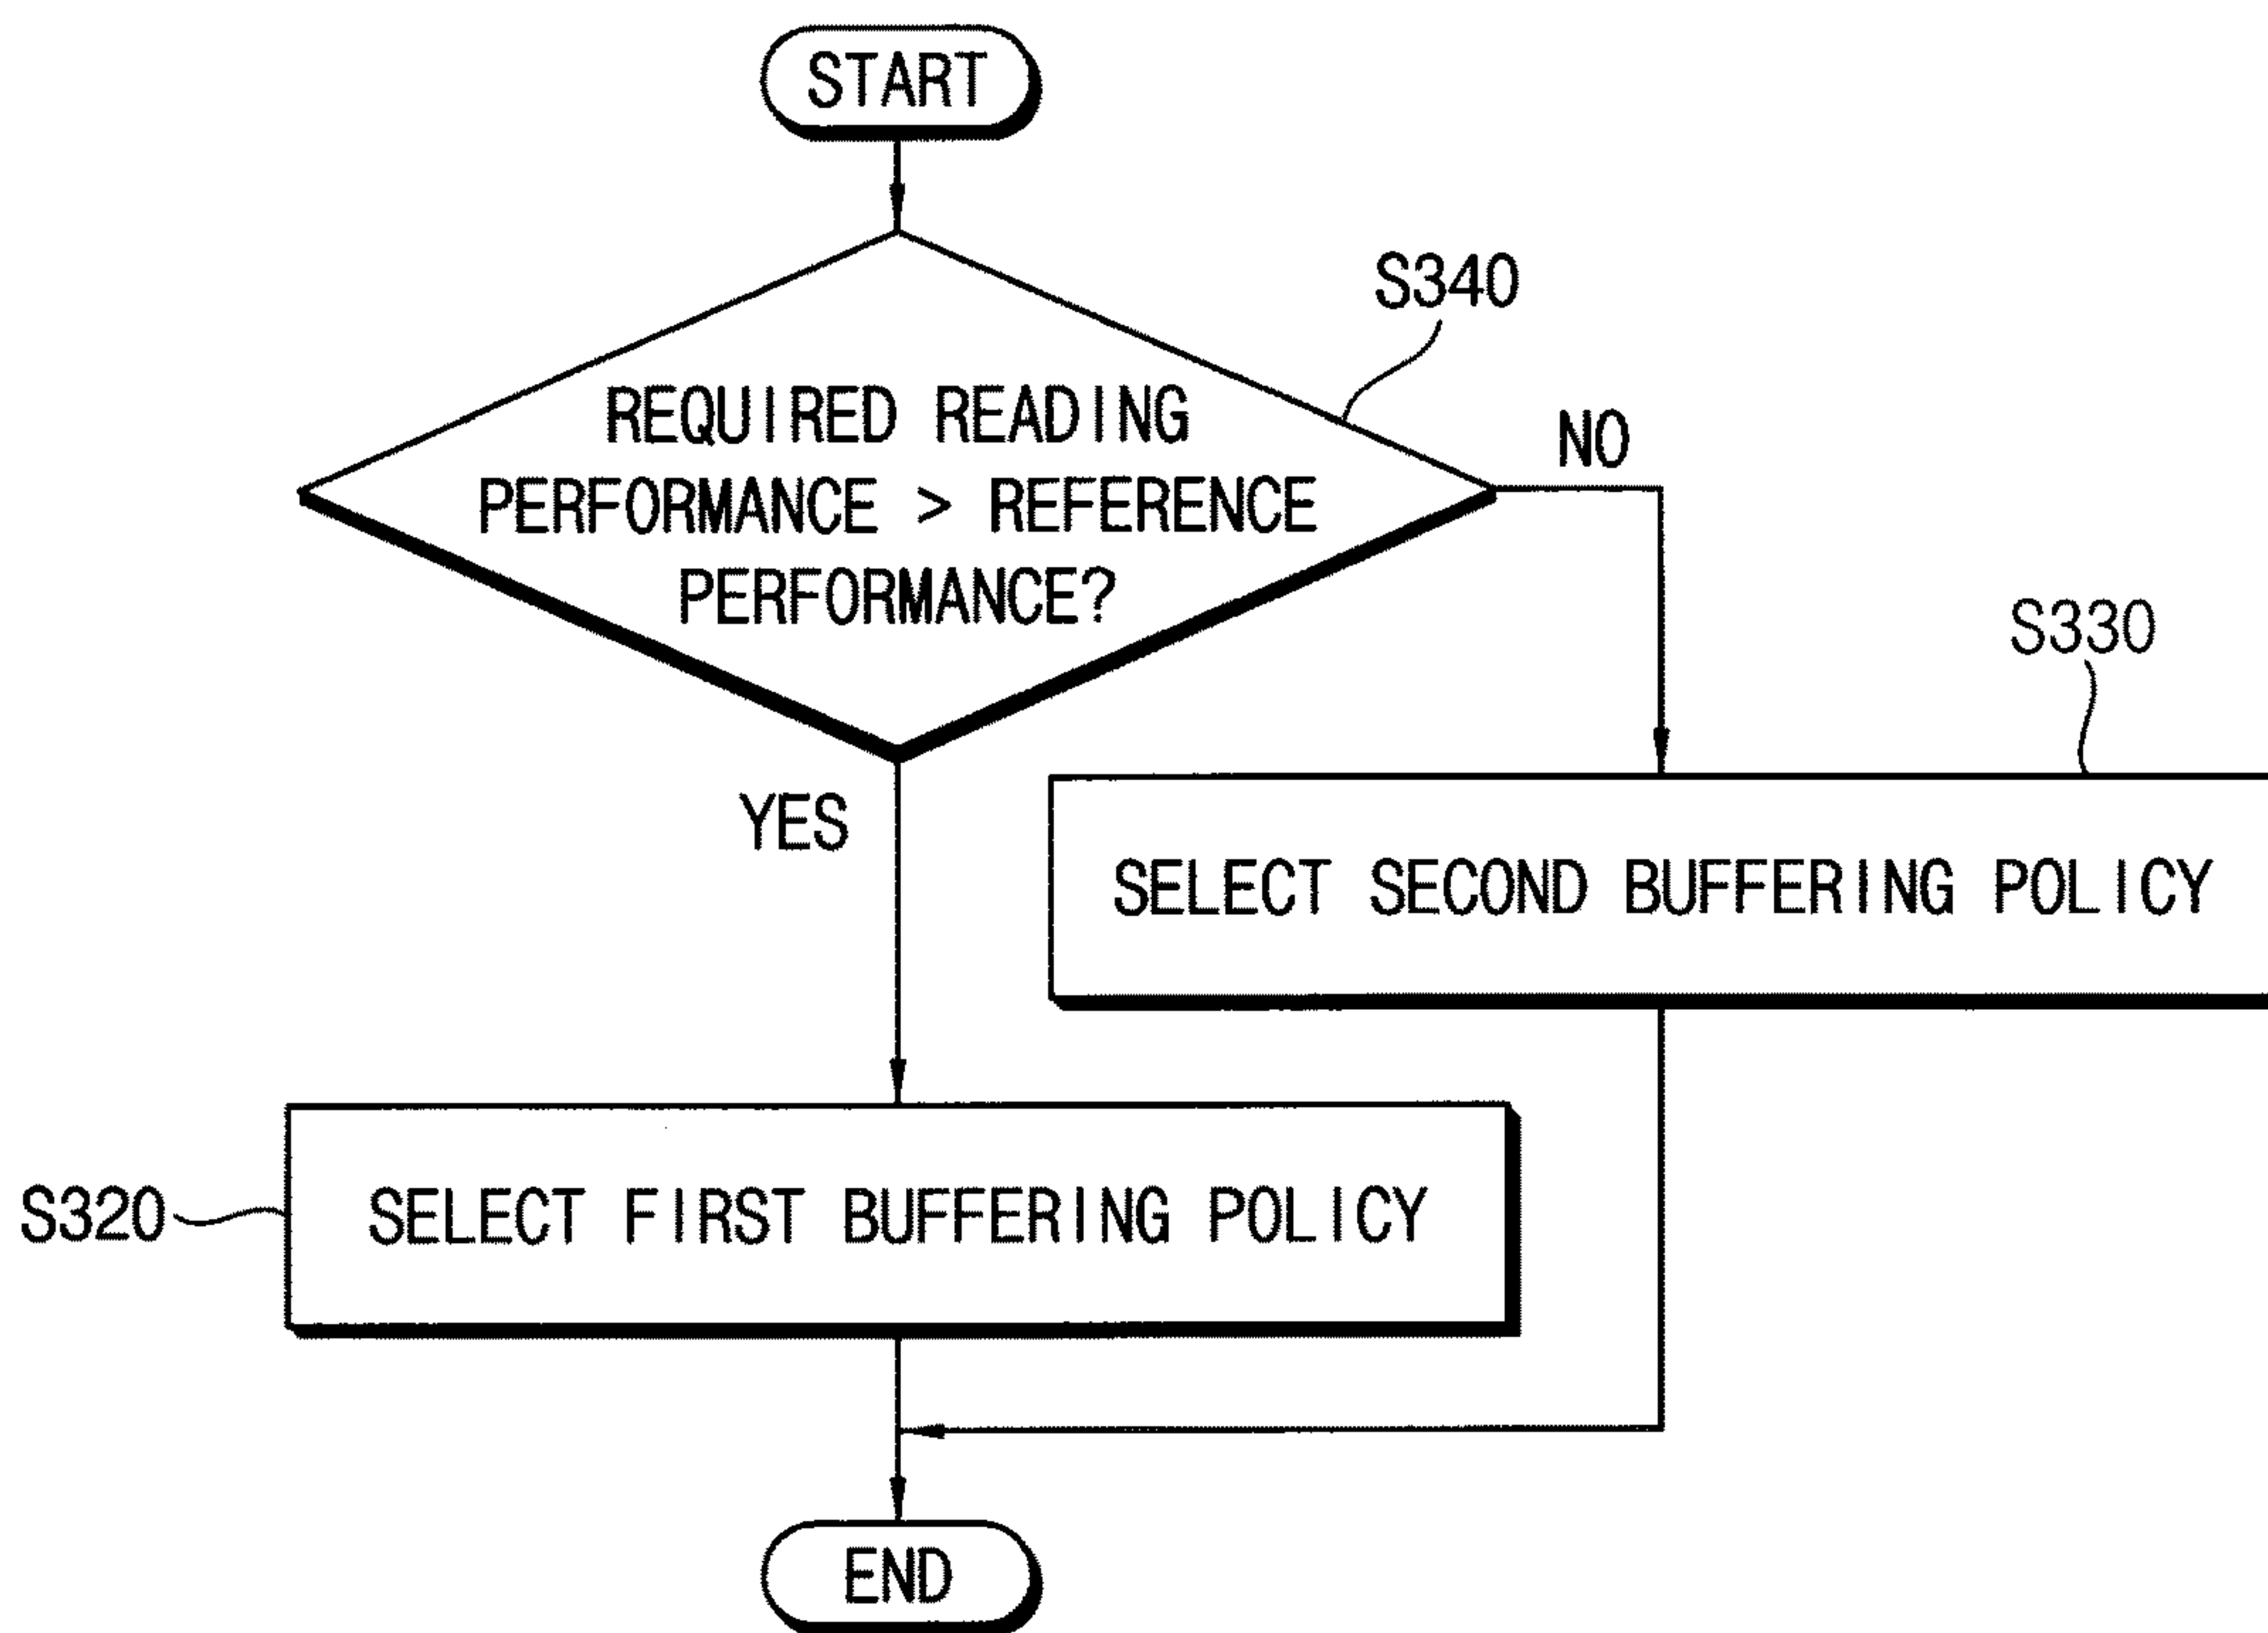 START
S340
REQUIRED READING
PERFORMANCE > REFERENCE
PERFORMANCE?
NO
S330
YES
SELECT SECOND BUFFERING POLICY
S320
SELECT FIRST BUFFERING POLICY
END